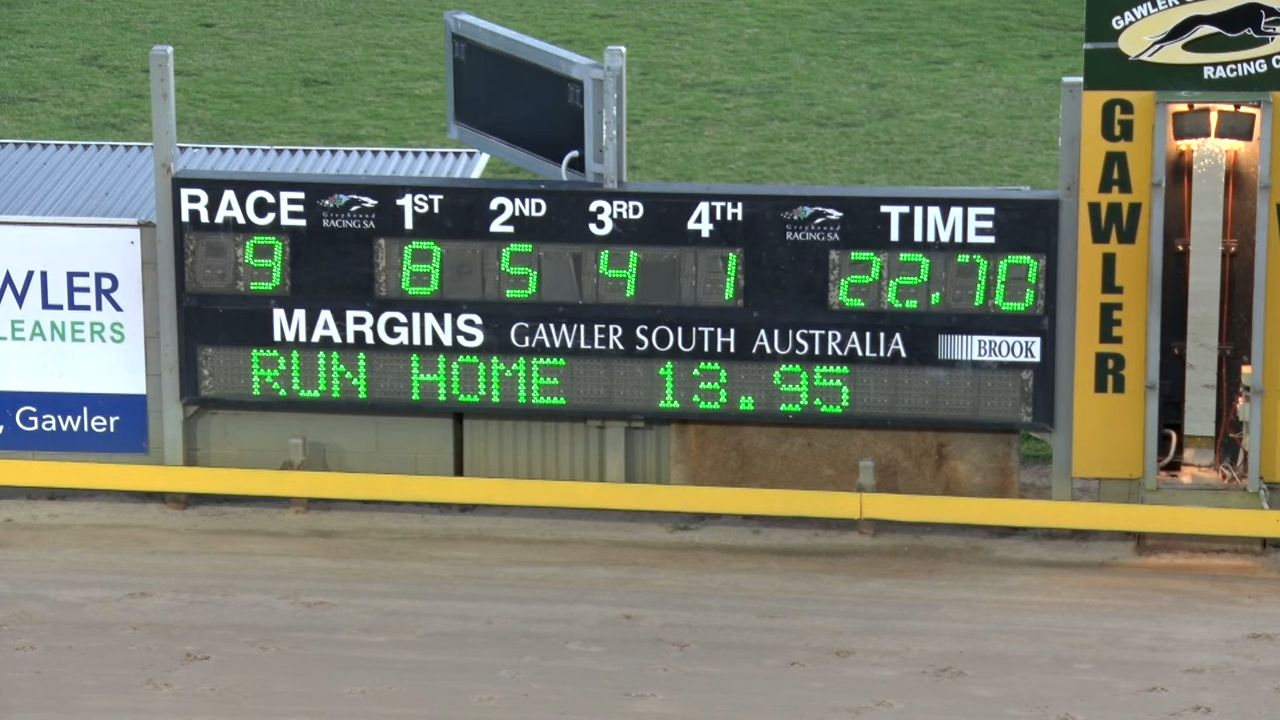 GAWLER
RACING
GAWLER
RACE 1ST 2ND 3RD 4TH TIME
Greyhound RACING SA
Greyhound RACING SA
9 8 5 4 1 22.70
MARGINS GAWLER SOUTH AUSTRALIA BROOK
RUN HOME 13.95
WLER
LEANERS
, Gawler